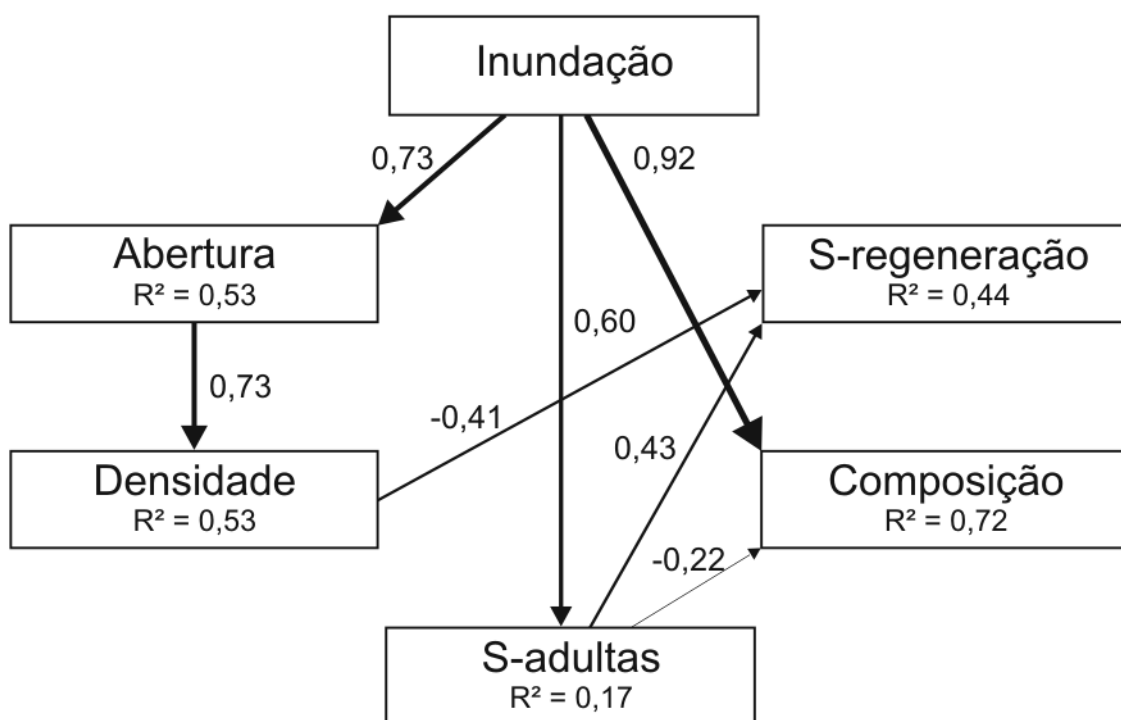 Inundação
0,73
0,92
Abertura
R² = 0,53
S-regeneração
R² = 0,44
0,60
0,73
-0,41
0,43
Densidade
R² = 0,53
Composição
R² = 0,72
-0,22
S-adultas
R² = 0,17